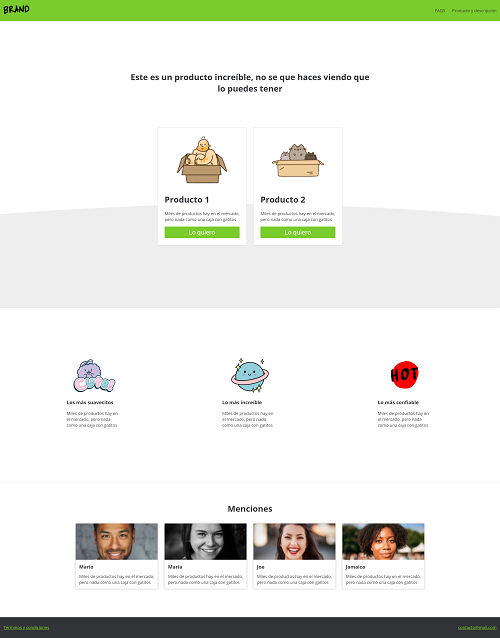 BRAND
FAQS Producto y descripción
Este es un producto increíble, no se que haces viendo que
lo puedes tener
Producto 1
Miles de productos hay en el mercado,
pero nada como una caja con gatitos
Lo quiero
Producto 2
Miles de productos hay en el mercado,
pero nada como una caja con gatitos
Lo quiero
Los más suavecitos
Miles de productos hay en
el mercado, pero nada
como una caja con gatitos
Lo más increíble
Miles de productos hay en
el mercado, pero nada
como una caja con gatitos
HOT
Lo más confiable
Miles de productos hay en
el mercado, pero nada
como una caja con gatitos
Menciones
Mario
Miles de productos hay en el mercado,
pero nada como una caja con gatitos
Maria
Miles de productos hay en el mercado,
pero nada como una caja con gatitos
Joe
Miles de productos hay en el mercado,
pero nada como una caja con gatitos
Jamaica
Miles de productos hay en el mercado,
pero nada como una caja con gatitos
Términos y condiciones
contacto@mail.com